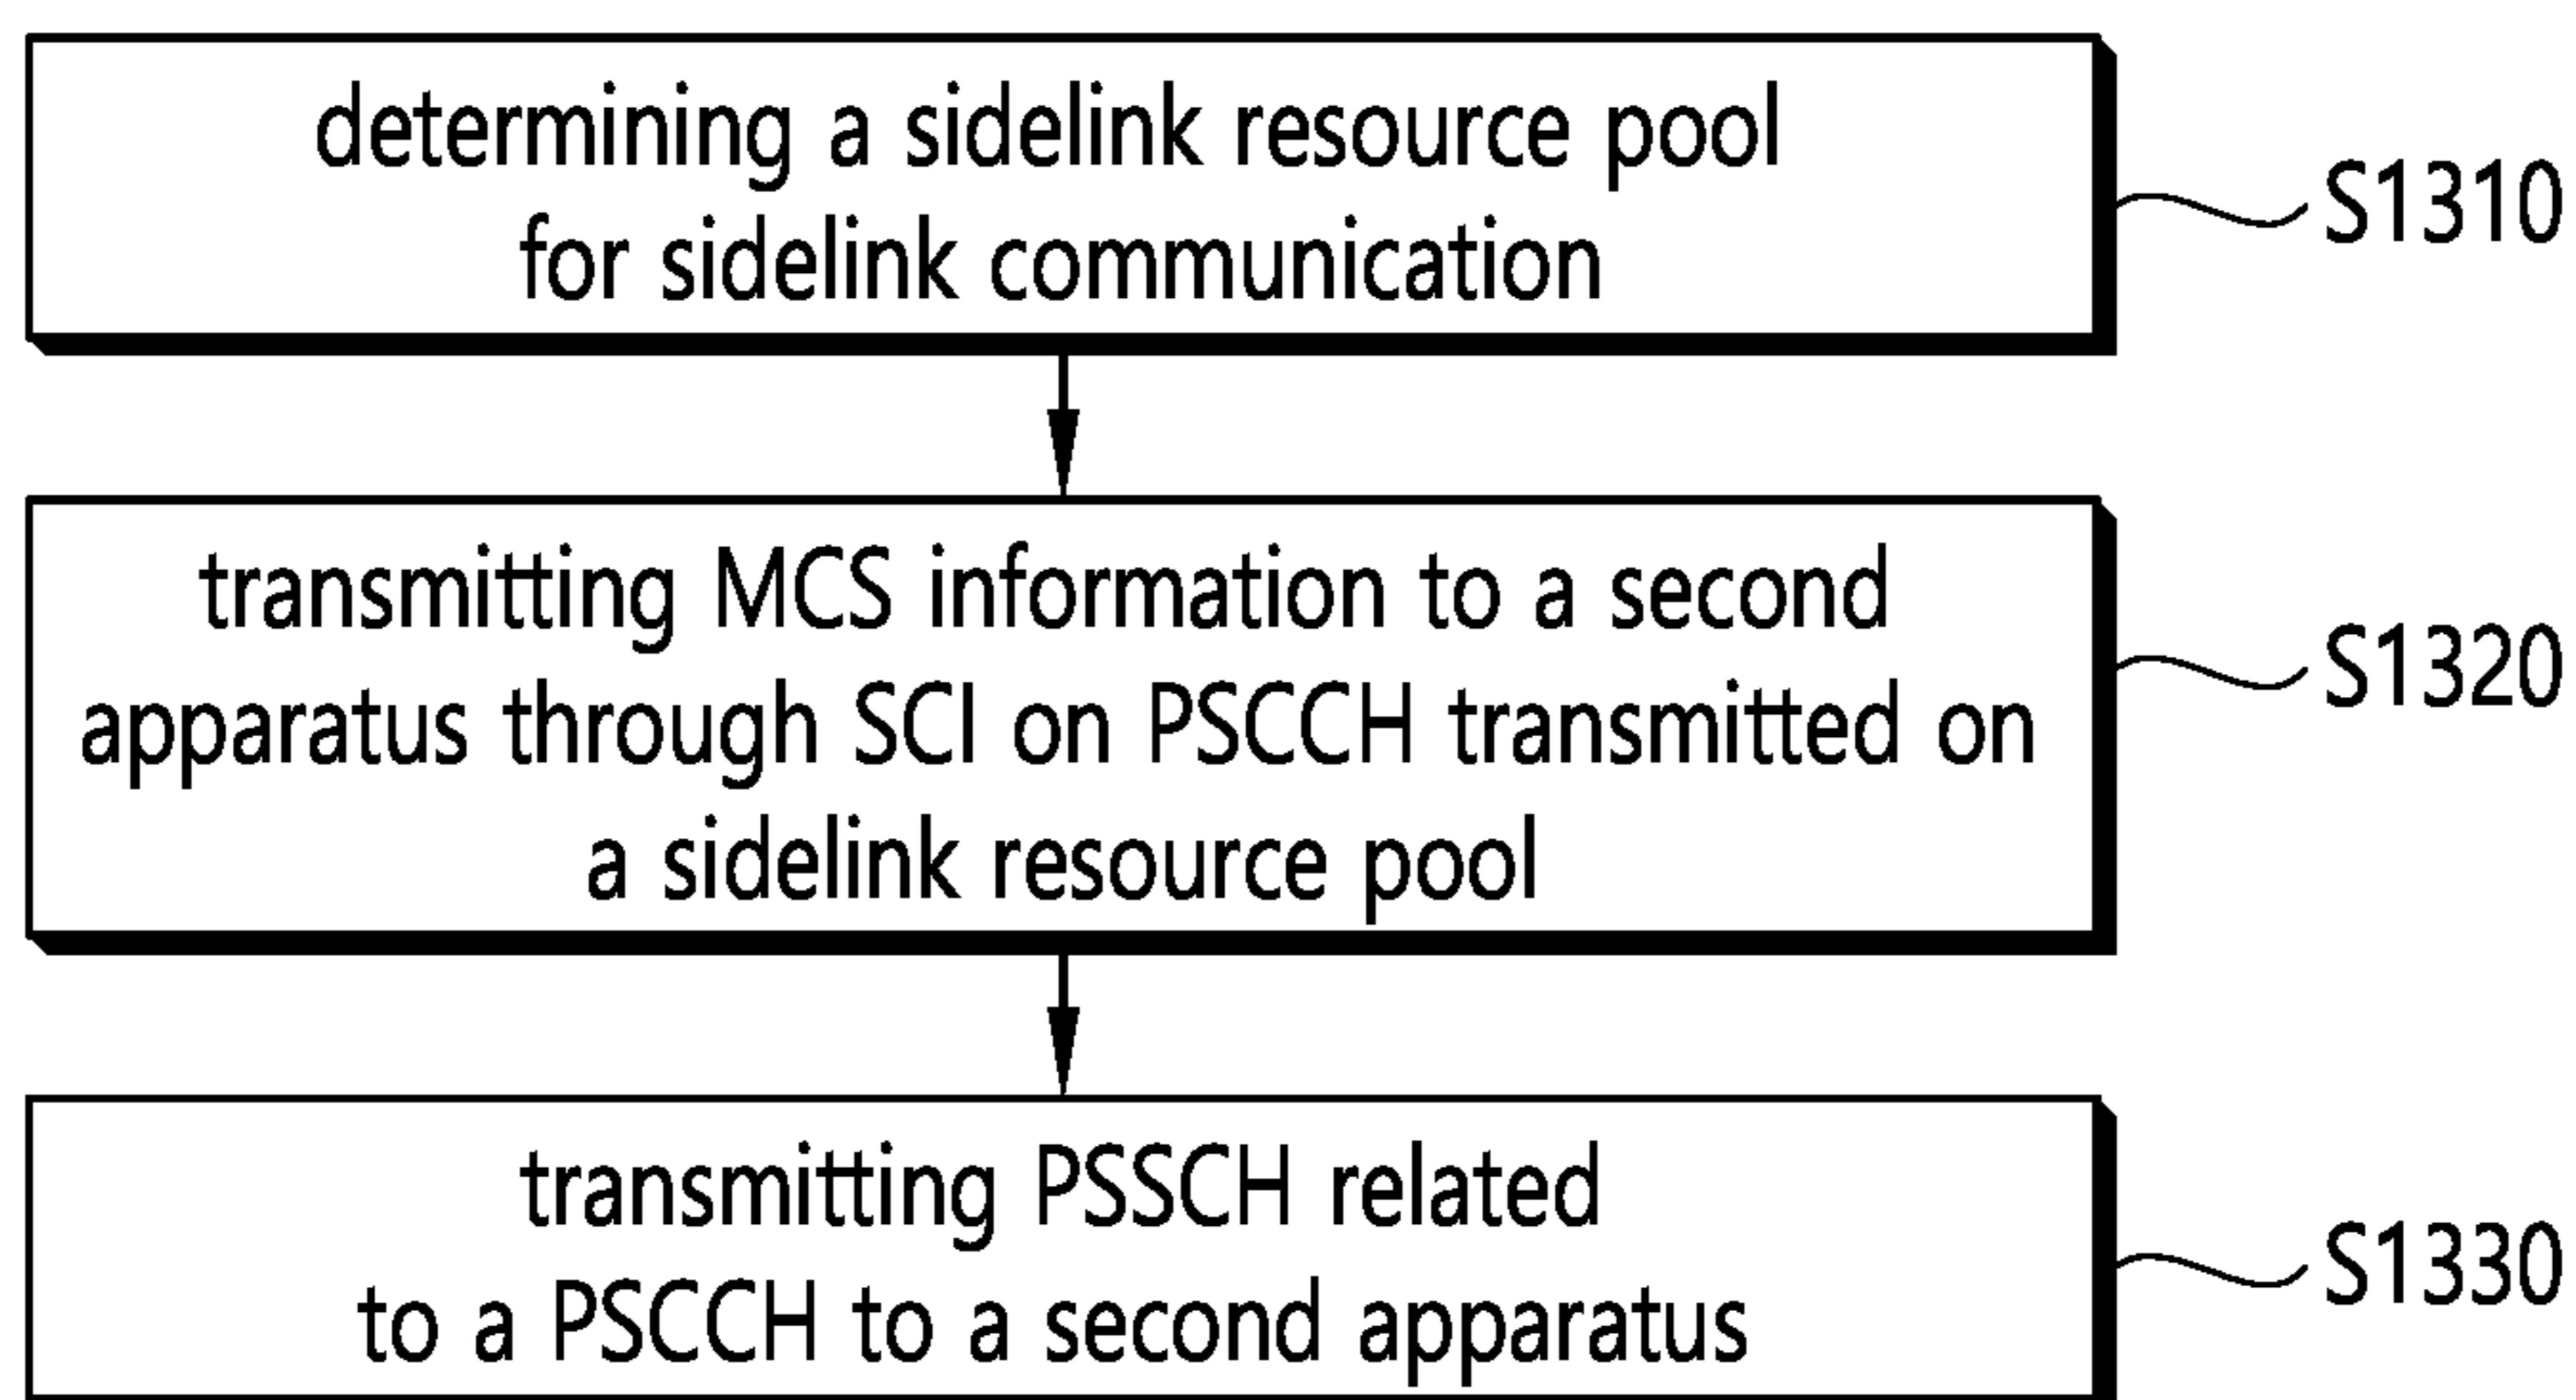 determining a sidelink resource pool
for sidelink communication
S1310
transmitting MCS information to a second
apparatus through SCI on PSCCH transmitted on
a sidelink resource pool
S1320
transmitting PSSCH related
to a PSCCH to a second apparatus
S1330